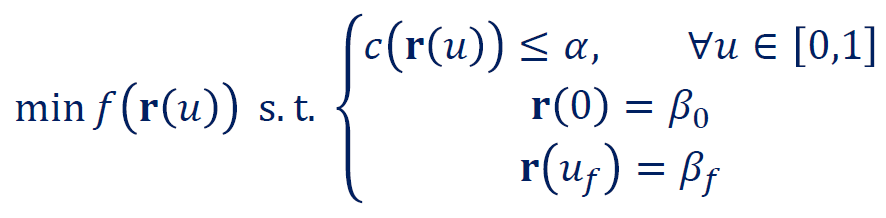 c(r(u)) ≤ α, ∀u ∈ [0,1]
min f(r(u)) s.t. { r(0) = β₀
r(u_f) = β_f